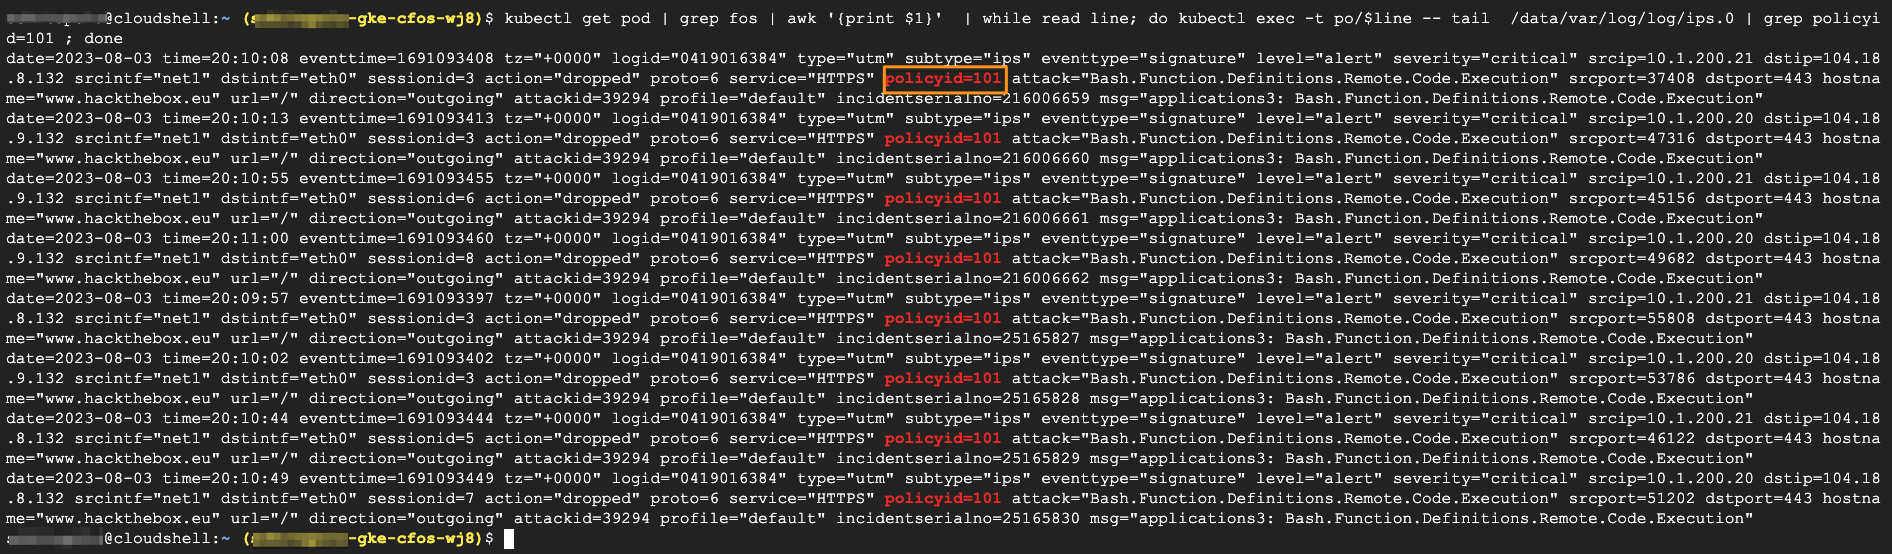 @cloudshell:~ (s-gke-cfos-wj8)$ kubectl get pod | grep fos | awk '{print $1}'  | while read line; do kubectl exec -t po/$line -- tail  /data/var/log/log/ips.0 | grep policyi
d=101 ; done
date=2023-08-03 time=20:10:08 eventtime=1691093408 tz="+0000" logid="0419016384" type="utm" subtype="ips" eventtype="signature" level="alert" severity="critical" srcip=10.1.200.21 dstip=104.18
.8.132 srcintf="net1" dstintf="eth0" sessionid=3 action="dropped" proto=6 service="HTTPS" policyid=101 attack="Bash.Function.Definitions.Remote.Code.Execution" srcport=37408 dstport=443 hostna
me="www.hackthebox.eu" url="/" direction="outgoing" attackid=39294 profile="default" incidentserialno=216006659 msg="applications3: Bash.Function.Definitions.Remote.Code.Execution"
date=2023-08-03 time=20:10:13 eventtime=1691093413 tz="+0000" logid="0419016384" type="utm" subtype="ips" eventtype="signature" level="alert" severity="critical" srcip=10.1.200.20 dstip=104.18
.9.132 srcintf="net1" dstintf="eth0" sessionid=3 action="dropped" proto=6 service="HTTPS" policyid=101 attack="Bash.Function.Definitions.Remote.Code.Execution" srcport=47316 dstport=443 hostna
me="www.hackthebox.eu" url="/" direction="outgoing" attackid=39294 profile="default" incidentserialno=216006660 msg="applications3: Bash.Function.Definitions.Remote.Code.Execution"
date=2023-08-03 time=20:10:55 eventtime=1691093455 tz="+0000" logid="0419016384" type="utm" subtype="ips" eventtype="signature" level="alert" severity="critical" srcip=10.1.200.21 dstip=104.18
.9.132 srcintf="net1" dstintf="eth0" sessionid=6 action="dropped" proto=6 service="HTTPS" policyid=101 attack="Bash.Function.Definitions.Remote.Code.Execution" srcport=45156 dstport=443 hostna
me="www.hackthebox.eu" url="/" direction="outgoing" attackid=39294 profile="default" incidentserialno=216006661 msg="applications3: Bash.Function.Definitions.Remote.Code.Execution"
date=2023-08-03 time=20:11:00 eventtime=1691093460 tz="+0000" logid="0419016384" type="utm" subtype="ips" eventtype="signature" level="alert" severity="critical" srcip=10.1.200.20 dstip=104.18
.9.132 srcintf="net1" dstintf="eth0" sessionid=8 action="dropped" proto=6 service="HTTPS" policyid=101 attack="Bash.Function.Definitions.Remote.Code.Execution" srcport=49682 dstport=443 hostna
me="www.hackthebox.eu" url="/" direction="outgoing" attackid=39294 profile="default" incidentserialno=216006662 msg="applications3: Bash.Function.Definitions.Remote.Code.Execution"
date=2023-08-03 time=20:09:57 eventtime=1691093397 tz="+0000" logid="0419016384" type="utm" subtype="ips" eventtype="signature" level="alert" severity="critical" srcip=10.1.200.21 dstip=104.18
.8.132 srcintf="net1" dstintf="eth0" sessionid=3 action="dropped" proto=6 service="HTTPS" policyid=101 attack="Bash.Function.Definitions.Remote.Code.Execution" srcport=55808 dstport=443 hostna
me="www.hackthebox.eu" url="/" direction="outgoing" attackid=39294 profile="default" incidentserialno=25165827 msg="applications3: Bash.Function.Definitions.Remote.Code.Execution"
date=2023-08-03 time=20:10:02 eventtime=1691093402 tz="+0000" logid="0419016384" type="utm" subtype="ips" eventtype="signature" level="alert" severity="critical" srcip=10.1.200.20 dstip=104.18
.9.132 srcintf="net1" dstintf="eth0" sessionid=3 action="dropped" proto=6 service="HTTPS" policyid=101 attack="Bash.Function.Definitions.Remote.Code.Execution" srcport=53786 dstport=443 hostna
me="www.hackthebox.eu" url="/" direction="outgoing" attackid=39294 profile="default" incidentserialno=25165828 msg="applications3: Bash.Function.Definitions.Remote.Code.Execution"
date=2023-08-03 time=20:10:44 eventtime=1691093444 tz="+0000" logid="0419016384" type="utm" subtype="ips" eventtype="signature" level="alert" severity="critical" srcip=10.1.200.21 dstip=104.18
.8.132 srcintf="net1" dstintf="eth0" sessionid=5 action="dropped" proto=6 service="HTTPS" policyid=101 attack="Bash.Function.Definitions.Remote.Code.Execution" srcport=46122 dstport=443 hostna
me="www.hackthebox.eu" url="/" direction="outgoing" attackid=39294 profile="default" incidentserialno=25165829 msg="applications3: Bash.Function.Definitions.Remote.Code.Execution"
date=2023-08-03 time=20:10:49 eventtime=1691093449 tz="+0000" logid="0419016384" type="utm" subtype="ips" eventtype="signature" level="alert" severity="critical" srcip=10.1.200.20 dstip=104.18
.8.132 srcintf="net1" dstintf="eth0" sessionid=7 action="dropped" proto=6 service="HTTPS" policyid=101 attack="Bash.Function.Definitions.Remote.Code.Execution" srcport=51202 dstport=443 hostna
me="www.hackthebox.eu" url="/" direction="outgoing" attackid=39294 profile="default" incidentserialno=25165830 msg="applications3: Bash.Function.Definitions.Remote.Code.Execution"
@cloudshell:~ (s-gke-cfos-wj8)$